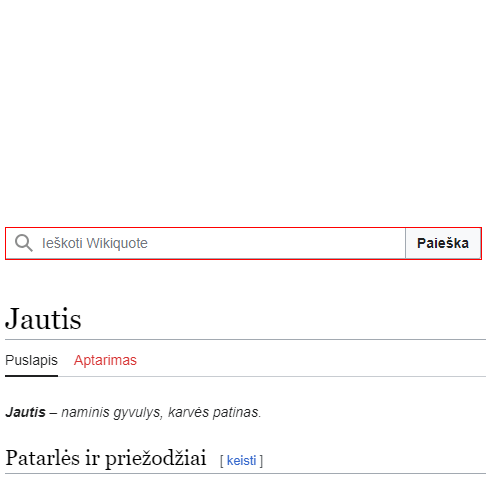 Ieškoti Wikiquote Paieška
Jautis
Puslapis Aptarimas
Jautis – naminis gyvulys, karvės patinas.
Patarlės ir priežodžiai [ keisti ]